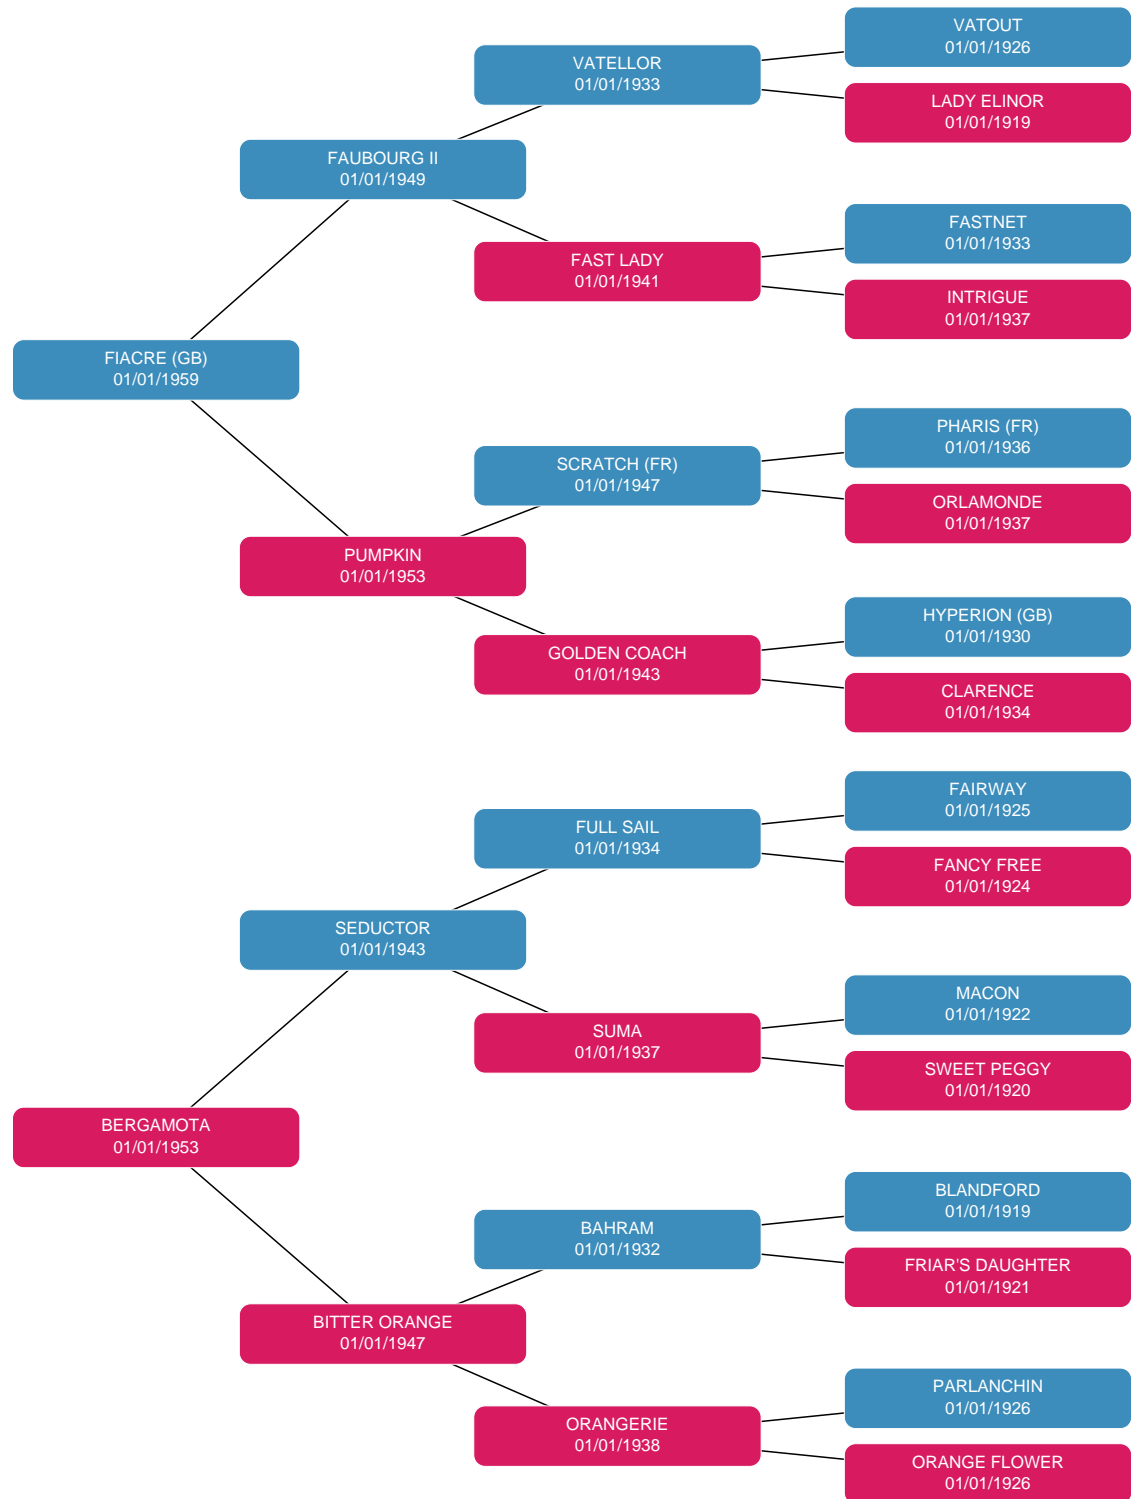 VATOUT
01/01/1926
VATELLOR
01/01/1933
LADY ELINOR
01/01/1919
FAUBOURG II
01/01/1949
FASTNET
01/01/1933
FAST LADY
01/01/1941
INTRIGUE
01/01/1937
FIACRE (GB)
01/01/1959
PHARIS (FR)
01/01/1936
SCRATCH (FR)
01/01/1947
ORLAMONDE
01/01/1937
PUMPKIN
01/01/1953
HYPERION (GB)
01/01/1930
GOLDEN COACH
01/01/1943
CLARENCE
01/01/1934
FAIRWAY
01/01/1925
FULL SAIL
01/01/1934
FANCY FREE
01/01/1924
SEDUCTOR
01/01/1943
MACON
01/01/1922
SUMA
01/01/1937
SWEET PEGGY
01/01/1920
BERGAMOTA
01/01/1953
BLANDFORD
01/01/1919
BAHRAM
01/01/1932
FRIAR'S DAUGHTER
01/01/1921
BITTER ORANGE
01/01/1947
PARLANCHIN
01/01/1926
ORANGERIE
01/01/1938
ORANGE FLOWER
01/01/1926